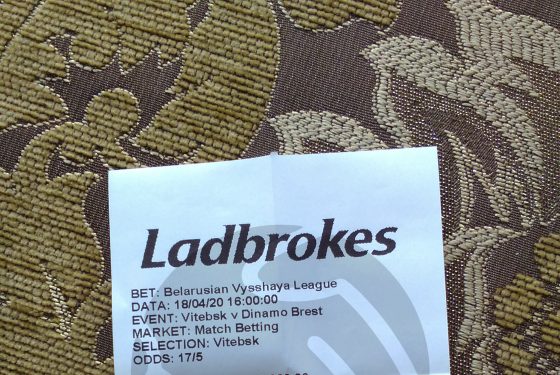 Ladbrokes
BET: Belarusian Vysshaya League
DATA: 18/04/20 16:00:00
EVENT: Vitebsk v Dinamo Brest
MARKET: Match Betting
SELECTION: Vitebsk
ODDS: 17/5